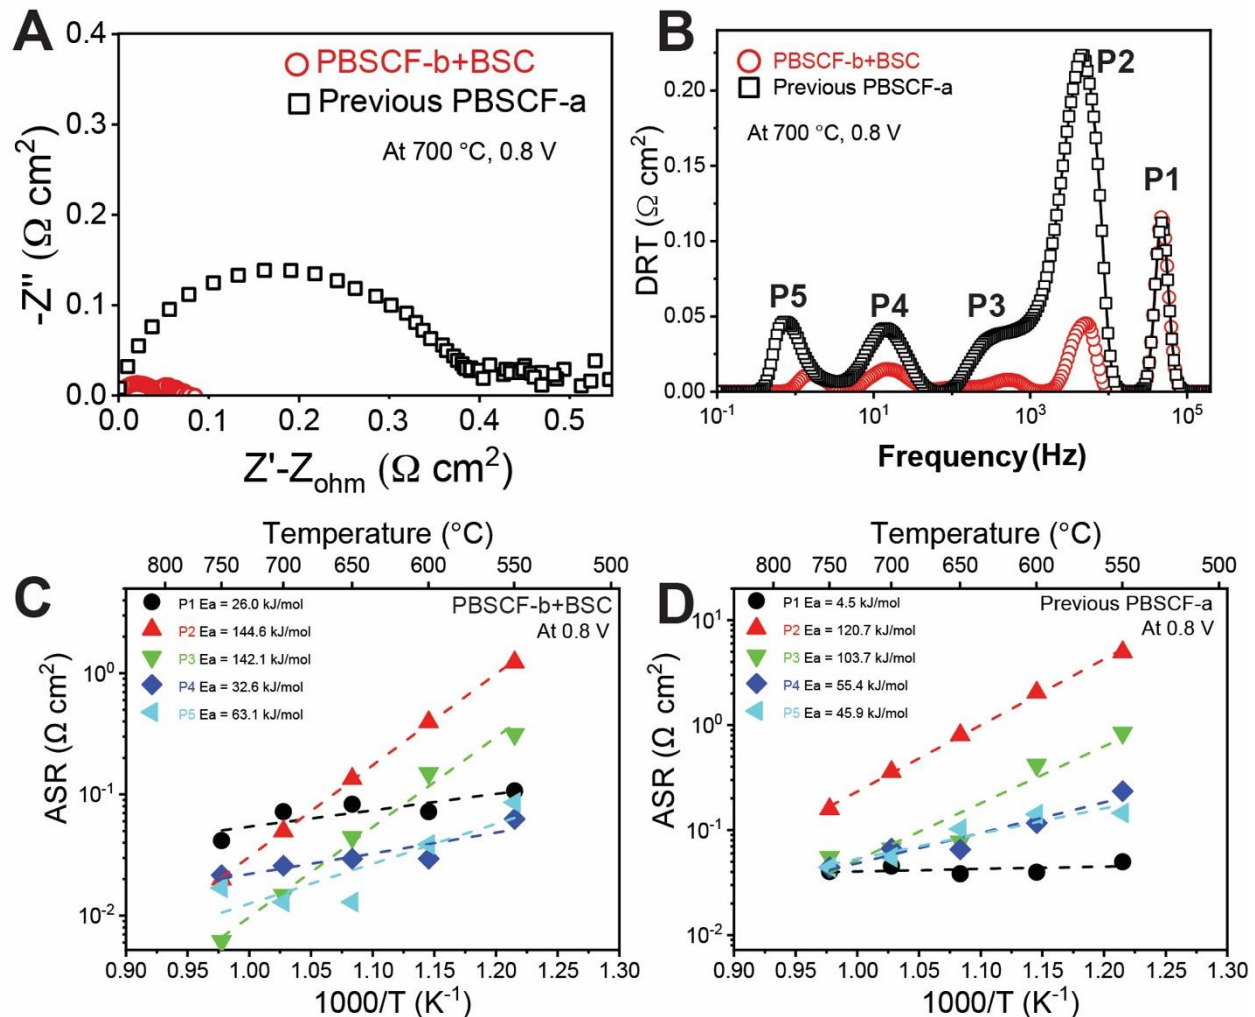 A
0.4
0.3
0.2
0.1
0.0
-Z'' (Ω cm²)
PBSCF-b+BSC
Previous PBSCF-a
At 700 °C, 0.8 V
0.0 0.1 0.2 0.3 0.4 0.5
Z'-Zohm (Ω cm²)
B
0.20
0.15
0.10
0.05
0.00
DRT (Ω cm²)
PBSCF-b+BSC
Previous PBSCF-a
At 700 °C, 0.8 V
P5 P4 P3 P2 P1
10⁻¹ 10¹ 10³ 10⁵
Frequency (Hz)
C
Temperature (°C)
800 750 700 650 600 550 500
P1 Ea = 26.0 kJ/mol
P2 Ea = 144.6 kJ/mol
P3 Ea = 142.1 kJ/mol
P4 Ea = 32.6 kJ/mol
P5 Ea = 63.1 kJ/mol
PBSCF-b+BSC
At 0.8 V
10⁰
10⁻¹
10⁻²
ASR (Ω cm²)
0.90 0.95 1.00 1.05 1.10 1.15 1.20 1.25 1.30
1000/T (K⁻¹)
D
Temperature (°C)
800 750 700 650 600 550 500
P1 Ea = 4.5 kJ/mol
P2 Ea = 120.7 kJ/mol
P3 Ea = 103.7 kJ/mol
P4 Ea = 55.4 kJ/mol
P5 Ea = 45.9 kJ/mol
Previous PBSCF-a
At 0.8 V
10¹
10⁰
10⁻¹
10⁻²
ASR (Ω cm²)
0.90 0.95 1.00 1.05 1.10 1.15 1.20 1.25 1.30
1000/T (K⁻¹)